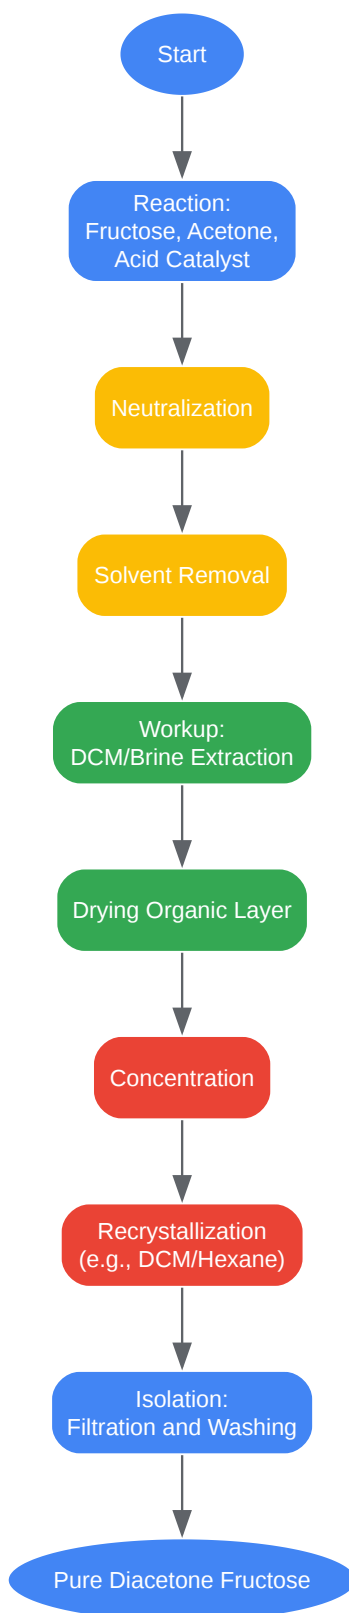 Start
Reaction:
Fructose, Acetone,
Acid Catalyst
Neutralization
Solvent Removal
Workup:
DCM/Brine Extraction
Drying Organic Layer
Concentration
Recrystallization
(e.g., DCM/Hexane)
Isolation:
Filtration and Washing
Pure Diacetone Fructose